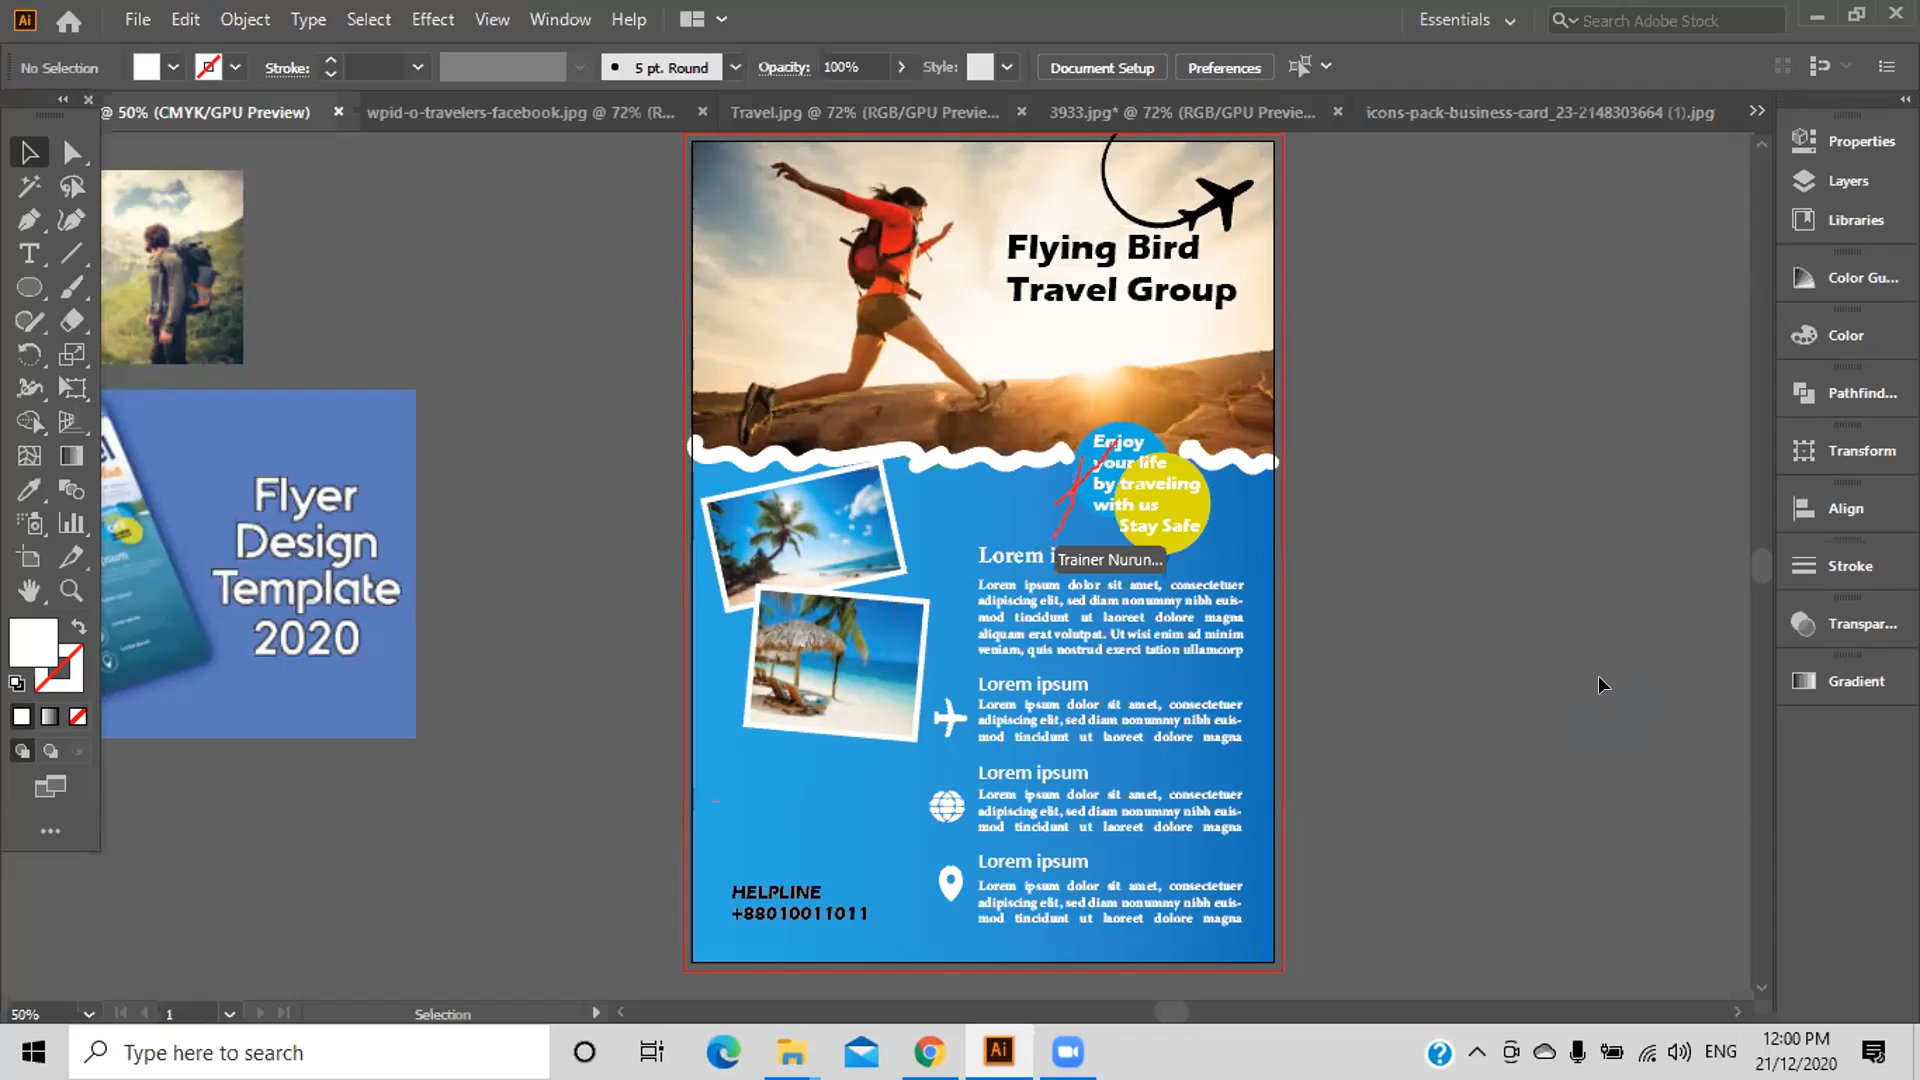 Ai
File Edit Object Type Select Effect View Window Help
Essentials
Search Adobe Stock
No Selection
Stroke:
5 pt. Round
Opacity: 100%
Style:
Document Setup
Preferences
@ 50% (CMYK/GPU Preview)
wpid-o-travelers-facebook.jpg @ 72% (R...
Travel.jpg @ 72% (RGB/GPU Previe...
3933.jpg* @ 72% (RGB/GPU Previe...
icons-pack-business-card_23-2148303664 (1).jpg
Flyer
Design
Template
2020
Flying Bird
Travel Group
Enjoy
your life
by traveling
with us
Stay Safe
Trainer Nurun...
Lorem i
Lorem ipsum dolor sit amet, consectetuer
adipiscing elit, sed diam nonummy nibh euis-
mod tincidunt ut laoreet dolore magna
aliquam erat volutpat. Ut wisi enim ad minim
veniam, quis nostrud exerci tation ullamcorp
Lorem ipsum
Lorem ipsum dolor sit amet, consectetuer
adipiscing elit, sed diam nonummy nibh euis-
mod tincidunt ut laoreet dolore magna
Lorem ipsum
Lorem ipsum dolor sit amet, consectetuer
adipiscing elit, sed diam nonummy nibh euis-
mod tincidunt ut laoreet dolore magna
Lorem ipsum
Lorem ipsum dolor sit amet, consectetuer
adipiscing elit, sed diam nonummy nibh euis-
mod tincidunt ut laoreet dolore magna
HELPLINE
+88010011011
Properties
Layers
Libraries
Color Gu...
Color
Pathfind...
Transform
Align
Stroke
Transpar...
Gradient
50%
1
Selection
Type here to search
Ai
ENG
12:00 PM
21/12/2020